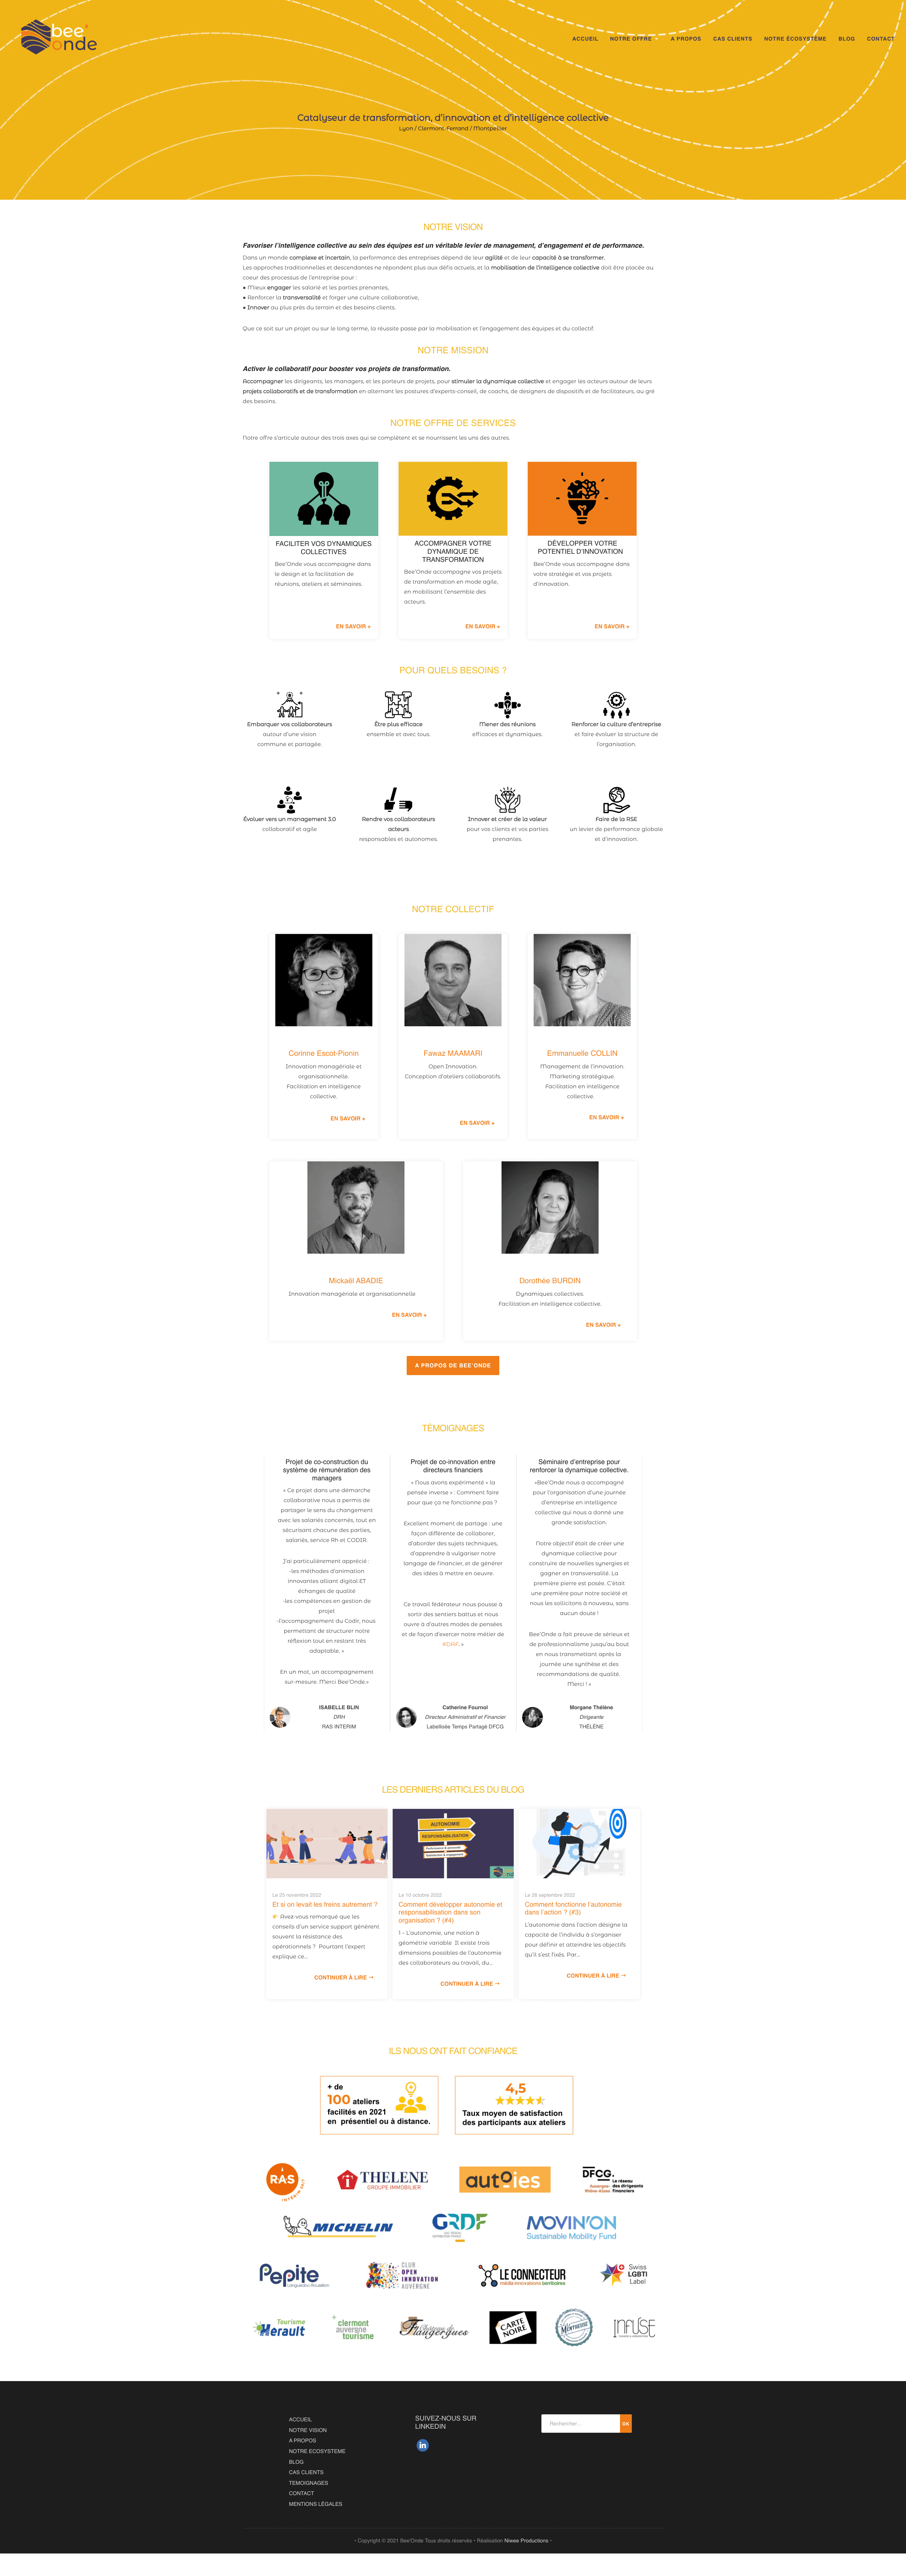 bee'
onde
ACCUEIL NOTRE OFFRE A PROPOS CAS CLIENTS NOTRE ÉCOSYSTÈME BLOG CONTACT
Catalyseur de transformation, d'innovation et d'intelligence collective
Lyon / Clermont-Ferrand / Montpellier
NOTRE VISION
Favoriser l'intelligence collective au sein des équipes est un véritable levier de management, d'engagement et de performance.
Dans un monde complexe et incertain, la performance des entreprises dépend de leur agilité et de leur capacité à se transformer.
Les approches traditionnelles et descendantes ne répondent plus aux défis actuels, et la mobilisation de l'intelligence collective doit être placée au
coeur des processus de l'entreprise pour :
● Mieux engager les salarié et les parties prenantes,
● Renforcer la transversalité et forger une culture collaborative,
● Innover au plus près du terrain et des besoins clients.
Que ce soit sur un projet ou sur le long terme, la réussite passe par la mobilisation et l'engagement des équipes et du collectif.
NOTRE MISSION
Activer le collaboratif pour booster vos projets de transformation.
Accompagner les dirigeants, les managers, et les porteurs de projets, pour stimuler la dynamique collective et engager les acteurs autour de leurs
projets collaboratifs et de transformation en alternant les postures d'experts-conseil, de coachs, de designers de dispositifs et de facilitateurs, au gré
des besoins.
NOTRE OFFRE DE SERVICES
Notre offre s'articule autour des trois axes qui se complètent et se nourrissent les uns des autres.
FACILITER VOS DYNAMIQUES
COLLECTIVES
Bee'Onde vous accompagne dans
le design et la facilitation de
réunions, ateliers et séminaires.
EN SAVOIR +
ACCOMPAGNER VOTRE
DYNAMIQUE DE
TRANSFORMATION
Bee'Onde accompagne vos projets
de transformation en mode agile,
en mobilisant l'ensemble des
acteurs.
EN SAVOIR +
DÉVELOPPER VOTRE
POTENTIEL D'INNOVATION
Bee'Onde vous accompagne dans
votre stratégie et vos projets
d'innovation.
EN SAVOIR +
POUR QUELS BESOINS ?
Embarquer vos collaborateurs
autour d'une vision
commune et partagée.
Être plus efficace
ensemble et avec tous.
Mener des réunions
efficaces et dynamiques.
Renforcer la culture d'entreprise
et faire évoluer la structure de
l'organisation.
Évoluer vers un management 3.0
collaboratif et agile
Rendre vos collaborateurs
acteurs
responsables et autonomes.
Innover et créer de la valeur
pour vos clients et vos parties
prenantes.
Faire de la RSE
un levier de performance globale
et d'innovation.
NOTRE COLLECTIF
Corinne Escot-Pionin
Innovation managériale et
organisationnelle.
Facilitation en intelligence
collective.
EN SAVOIR +
Fawaz MAAMARI
Open Innovation.
Conception d'ateliers collaboratifs.
EN SAVOIR +
Emmanuelle COLLIN
Management de l'innovation.
Marketing stratégique.
Facilitation en intelligence
collective.
EN SAVOIR +
Mickaël ABADIE
Innovation managériale et organisationnelle
EN SAVOIR +
Dorothée BURDIN
Dynamiques collectives.
Facilitation en intelligence collective.
EN SAVOIR +
A PROPOS DE BEE'ONDE
TÉMOIGNAGES
Projet de co-construction du
système de rémunération des
managers
« Ce projet dans une démarche
collaborative nous a permis de
partager le sens du changement
avec les salariés concernés, tout en
sécurisant chacune des parties,
salariés, service Rh et CODIR.
J'ai particulièrement apprécié :
-les méthodes d'animation
innovantes alliant digital ET
échanges de qualité
-les compétences en gestion de
projet
-l'accompagnement du Codir, nous
permettant de structurer notre
réflexion tout en restant très
adaptable. »
En un mot, un accompagnement
sur-mesure. Merci Bee'Onde.»
ISABELLE BLIN
DRH
RAS INTERIM
Projet de co-innovation entre
directeurs financiers
« Nous avons expérimenté « la
pensée inverse » : Comment faire
pour que ça ne fonctionne pas ?
Excellent moment de partage : une
façon différente de collaborer,
d'aborder des sujets techniques,
d'apprendre à vulgariser notre
langage de financier, et de générer
des idées à mettre en oeuvre.
Ce travail fédérateur nous pousse à
sortir des sentiers battus et nous
ouvre à d'autres modes de pensées
et de façon d'exercer notre métier de
#DAF. »
Catherine Fournol
Directeur Administratif et Financier
Labellisée Temps Partagé DFCG
Séminaire d'entreprise pour
renforcer la dynamique collective.
«Bee'Onde nous a accompagné
pour l'organisation d'une journée
d'entreprise en intelligence
collective qui nous a donné une
grande satisfaction.
Notre objectif était de créer une
dynamique collective pour
construire de nouvelles synergies et
gagner en transversalité. La
première pierre est posée. C'était
une première pour notre société et
nous les sollicitons à nouveau, sans
aucun doute !
Bee'Onde a fait preuve de sérieux et
de professionnalisme jusqu'au bout
en nous transmettant après la
journée une synthèse et des
recommandations de qualité.
Merci ! »
Morgane Thélène
Dirigeante
THÉLÈNE
LES DERNIERS ARTICLES DU BLOG
Le 25 novembre 2022
Et si on levait les freins autrement ?
Avez-vous remarqué que les
conseils d'un service support génèrent
souvent la résistance des
opérationnels ? Pourtant l'expert
explique ce...
CONTINUER À LIRE →
AUTONOMIE
RESPONSABILISATION
Performance & autonomie
Satisfaction & engagement
Le 10 octobre 2022
Comment développer autonomie et
responsabilisation dans son
organisation ? (#4)
1 - L'autonomie, une notion à
géométrie variable Il existe trois
dimensions possibles de l'autonomie
des collaborateurs au travail, du...
CONTINUER À LIRE →
Le 26 septembre 2022
Comment fonctionne l'autonomie
dans l'action ? (#3)
L'autonomie dans l'action désigne la
capacité de l'individu à s'organiser
pour définir et atteindre les objectifs
qu'il s'est fixés. Par...
CONTINUER À LIRE →
ILS NOUS ONT FAIT CONFIANCE
+ de
100 ateliers
facilités en 2021
en présentiel ou à distance.
4,5
Taux moyen de satisfaction
des participants aux ateliers
RAS
INTERIM
THELENE
GROUPE IMMOBILIER
autoies
DFCG.
Auvergne-
Rhône-Alpes
Le réseau
des dirigeants
financiers
MICHELIN
GRDF
MOVIN'ON
Sustainable Mobility Fund
Pepite
CLUB
OPEN
INNOVATION
AUVERGNE
LE CONNECTEUR
média innovations territoires
Swiss
LGBTI
Label
Tourisme
Hérault
clermont
auvergne
tourisme
Château de
Flaugergues
CARTE
NOIRE
INFUSE
ACCUEIL
NOTRE VISION
A PROPOS
NOTRE ECOSYSTEME
BLOG
CAS CLIENTS
TEMOIGNAGES
CONTACT
MENTIONS LÉGALES
SUIVEZ-NOUS SUR
LINKEDIN
in
Rechercher...
OK
- Copyright © 2021 Bee'Onde Tous droits réservés - Réalisation Niwee Productions -